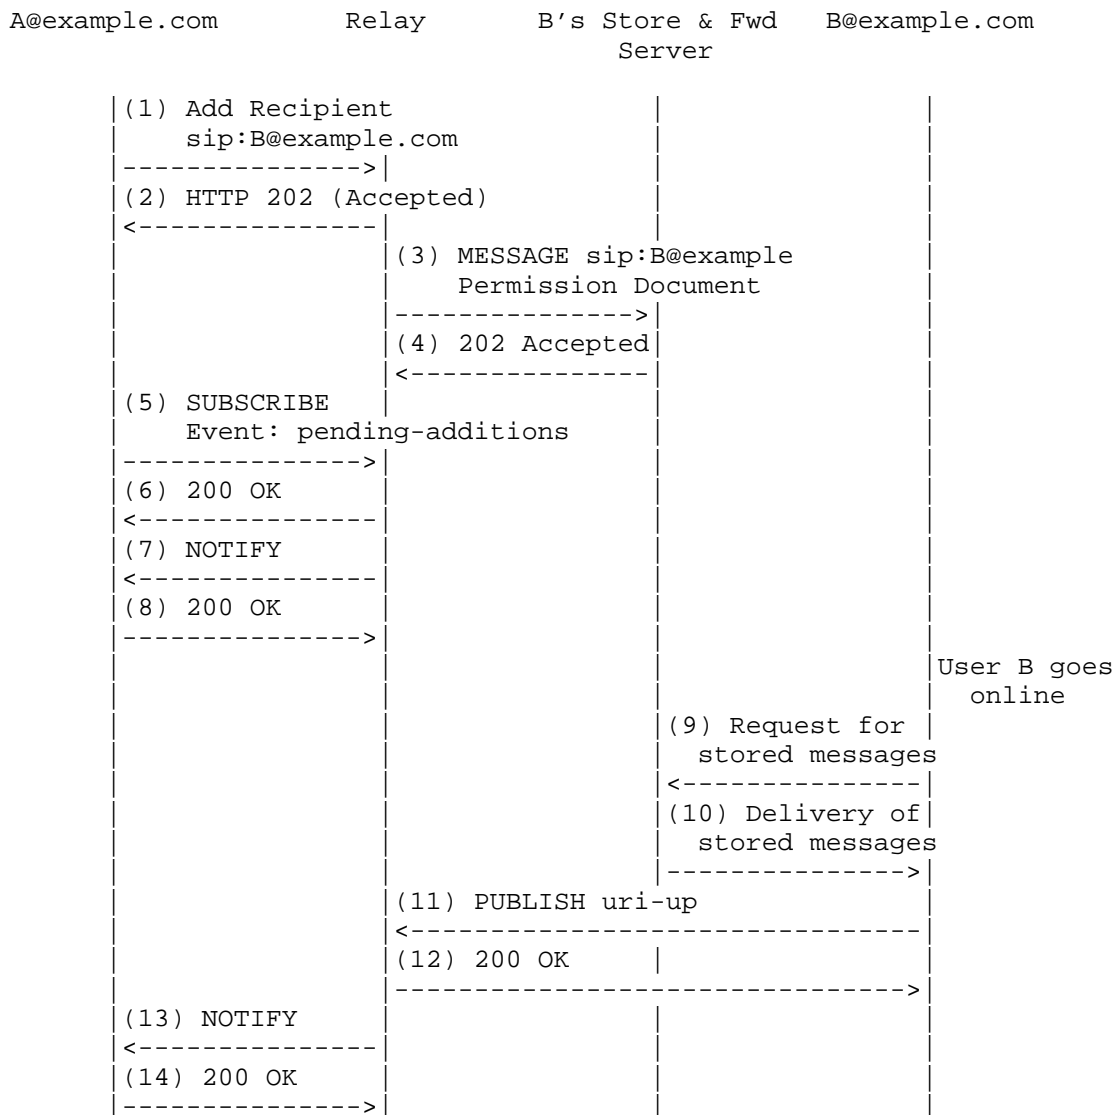 A@example.com        Relay       B's Store & Fwd   B@example.com
                                       Server

       |(1) Add Recipient                 |                |
       |    sip:B@example.com             |                |
       |--------------->|                 |                |
       |(2) HTTP 202 (Accepted)           |                |
       |<---------------|                 |                |
       |                |(3) MESSAGE sip:B@example         |
       |                |    Permission Document           |
       |                |--------------->|                 |
       |                |(4) 202 Accepted|                 |
       |                |<---------------|                 |
       |(5) SUBSCRIBE   |                |                 |
       |    Event: pending-additions     |                 |
       |--------------->|                |                 |
       |(6) 200 OK      |                |                 |
       |<---------------|                |                 |
       |(7) NOTIFY      |                |                 |
       |<---------------|                |                 |
       |(8) 200 OK      |                |                 |
       |--------------->|                |                 |
       |                |                |                 |User B goes
       |                |                |                 |  online
       |                |                |(9) Request for  |
       |                |                |  stored messages
       |                |                |<----------------|
       |                |                |(10) Delivery of|
       |                |                |  stored messages
       |                |                |--------------->|
       |                |(11) PUBLISH uri-up               |
       |                |<---------------------------------|
       |                |(12) 200 OK     |                 |
       |                |--------------------------------->|
       |(13) NOTIFY     |                |                 |
       |<---------------|                |                 |
       |(14) 200 OK     |                |                 |
       |--------------->|                |                 |